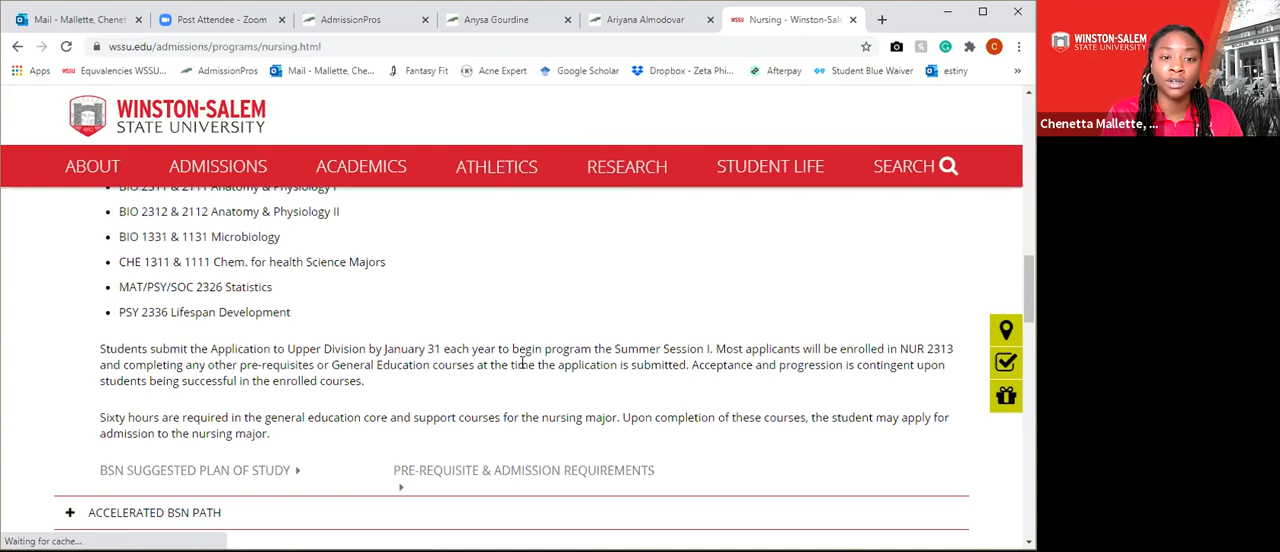 Mail - Mallette, Chenet
Post Attendee - Zoom
AdmissionPros
Anysa Gourdine
Ariyana Almodovar
Nursing - Winston-Sal
wssu.edu/admissions/programs/nursing.html
Apps
Equivalencies WSSU...
AdmissionPros
Mail - Mallette, Che...
Fantasy Fit
Acne Expert
Google Scholar
Dropbox - Zeta Phi...
Afterpay
Student Blue Waiver
estiny
»
WINSTON-SALEM
STATE UNIVERSITY
ABOUT ADMISSIONS ACADEMICS ATHLETICS RESEARCH STUDENT LIFE SEARCH
BIO 2311 & 2111 Anatomy & Physiology I
BIO 2312 & 2112 Anatomy & Physiology II
BIO 1331 & 1131 Microbiology
CHE 1311 & 1111 Chem. for health Science Majors
MAT/PSY/SOC 2326 Statistics
PSY 2336 Lifespan Development
Students submit the Application to Upper Division by January 31 each year to begin program the Summer Session I. Most applicants will be enrolled in NUR 2313
and completing any other pre-requisites or General Education courses at the time the application is submitted. Acceptance and progression is contingent upon
students being successful in the enrolled courses.
Sixty hours are required in the general education core and support courses for the nursing major. Upon completion of these courses, the student may apply for
admission to the nursing major.
BSN SUGGESTED PLAN OF STUDY
PRE-REQUISITE & ADMISSION REQUIREMENTS
+ ACCELERATED BSN PATH
Waiting for cache...
WINSTON-SALEM
STATE UNIVERSITY
Chenetta Mallette, ...